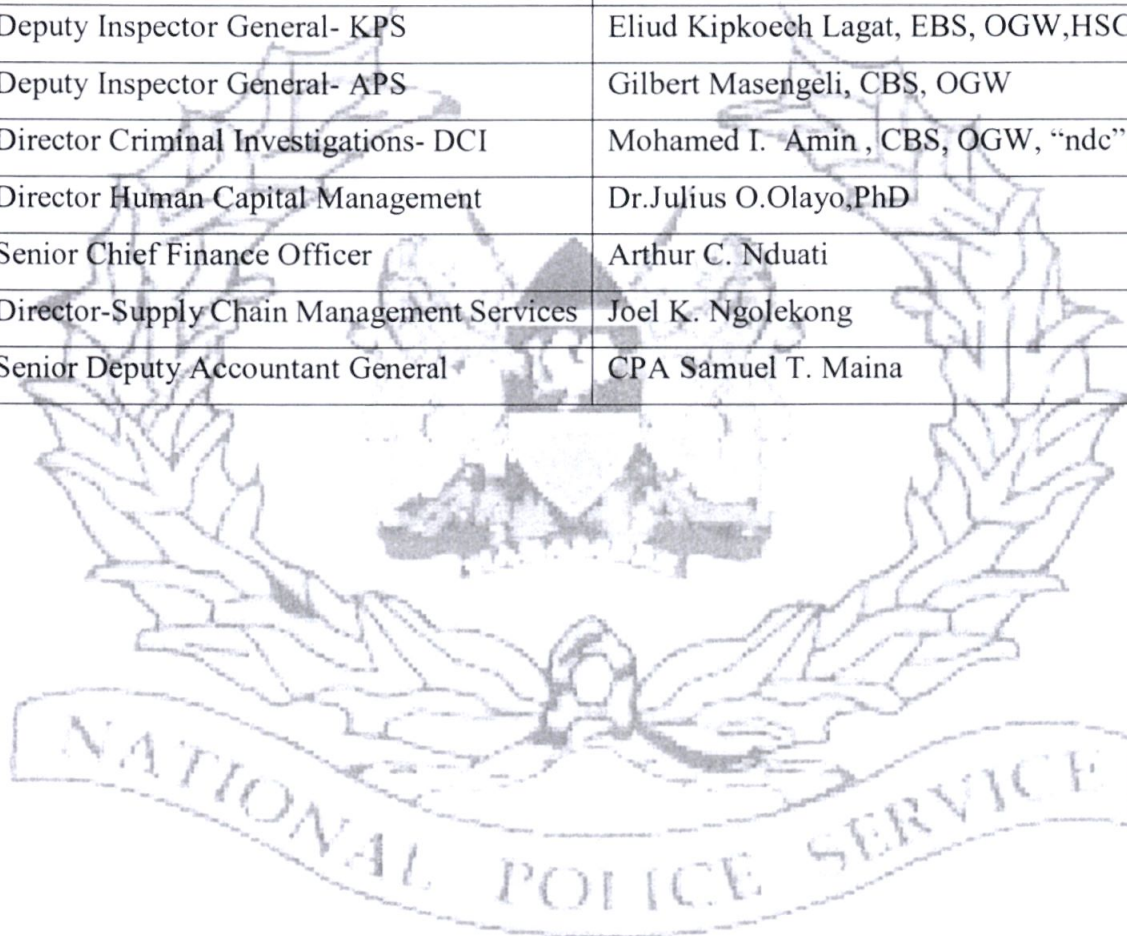 Deputy Inspector General- KPS Eliud Kipkoech Lagat, EBS, OGW,HSC
Deputy Inspector General- APS Gilbert Masengeli, CBS, OGW
Director Criminal Investigations- DCI Mohamed I. Amin , CBS, OGW, “ndc”
Director Human Capital Management Dr.Julius O.Olayo,PhD
Senior Chief Finance Officer Arthur C. Nduati
Director-Supply Chain Management Services Joel K. Ngolekong
Senior Deputy Accountant General CPA Samuel T. Maina
NATIONAL POLICE SERVICE